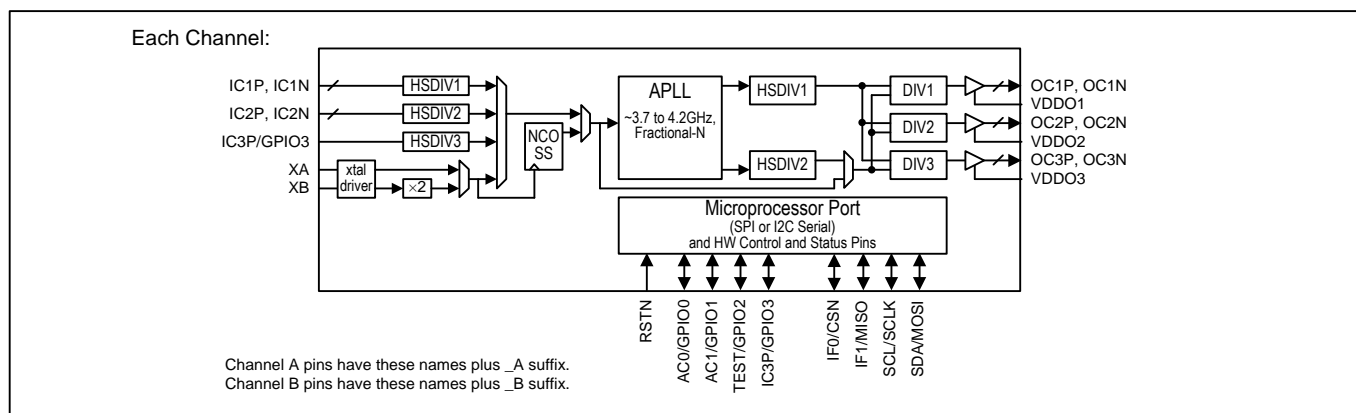 Each Channel:
IC1P, IC1N
IC2P, IC2N
IC3P/GPIO3
XA
XB
xtal
driver
×2
HSDIV1
HSDIV2
HSDIV3
NCO
SS
APLL
~3.7 to 4.2GHz,
Fractional-N
HSDIV1
HSDIV2
DIV1
DIV2
DIV3
OC1P, OC1N
VDDO1
OC2P, OC2N
VDDO2
OC3P, OC3N
VDDO3
Microprocessor Port
(SPI or I2C Serial)
and HW Control and Status Pins
RSTN
AC0/GPIO0
AC1/GPIO1
TEST/GPIO2
IC3P/GPIO3
IF0/CSN
IF1/MISO
SCL/SCLK
SDA/MOSI
Channel A pins have these names plus _A suffix.
Channel B pins have these names plus _B suffix.